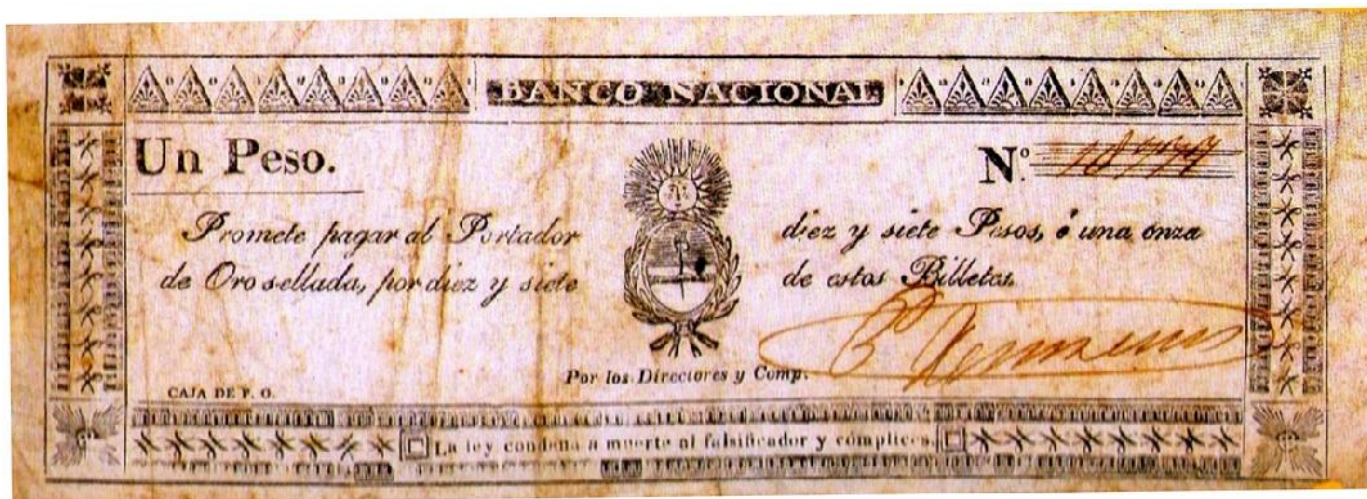 BANCO NACIONAL
Un Peso.
Nº
Promete pagar al Portador diez y siete Pesos, ó una onza
de Oro sellada, por diez y siete de estos Billetes.
Por los Directores y Comp.
CAJA DE F. O.
La ley condena a muerte al falsificador y cómplices.